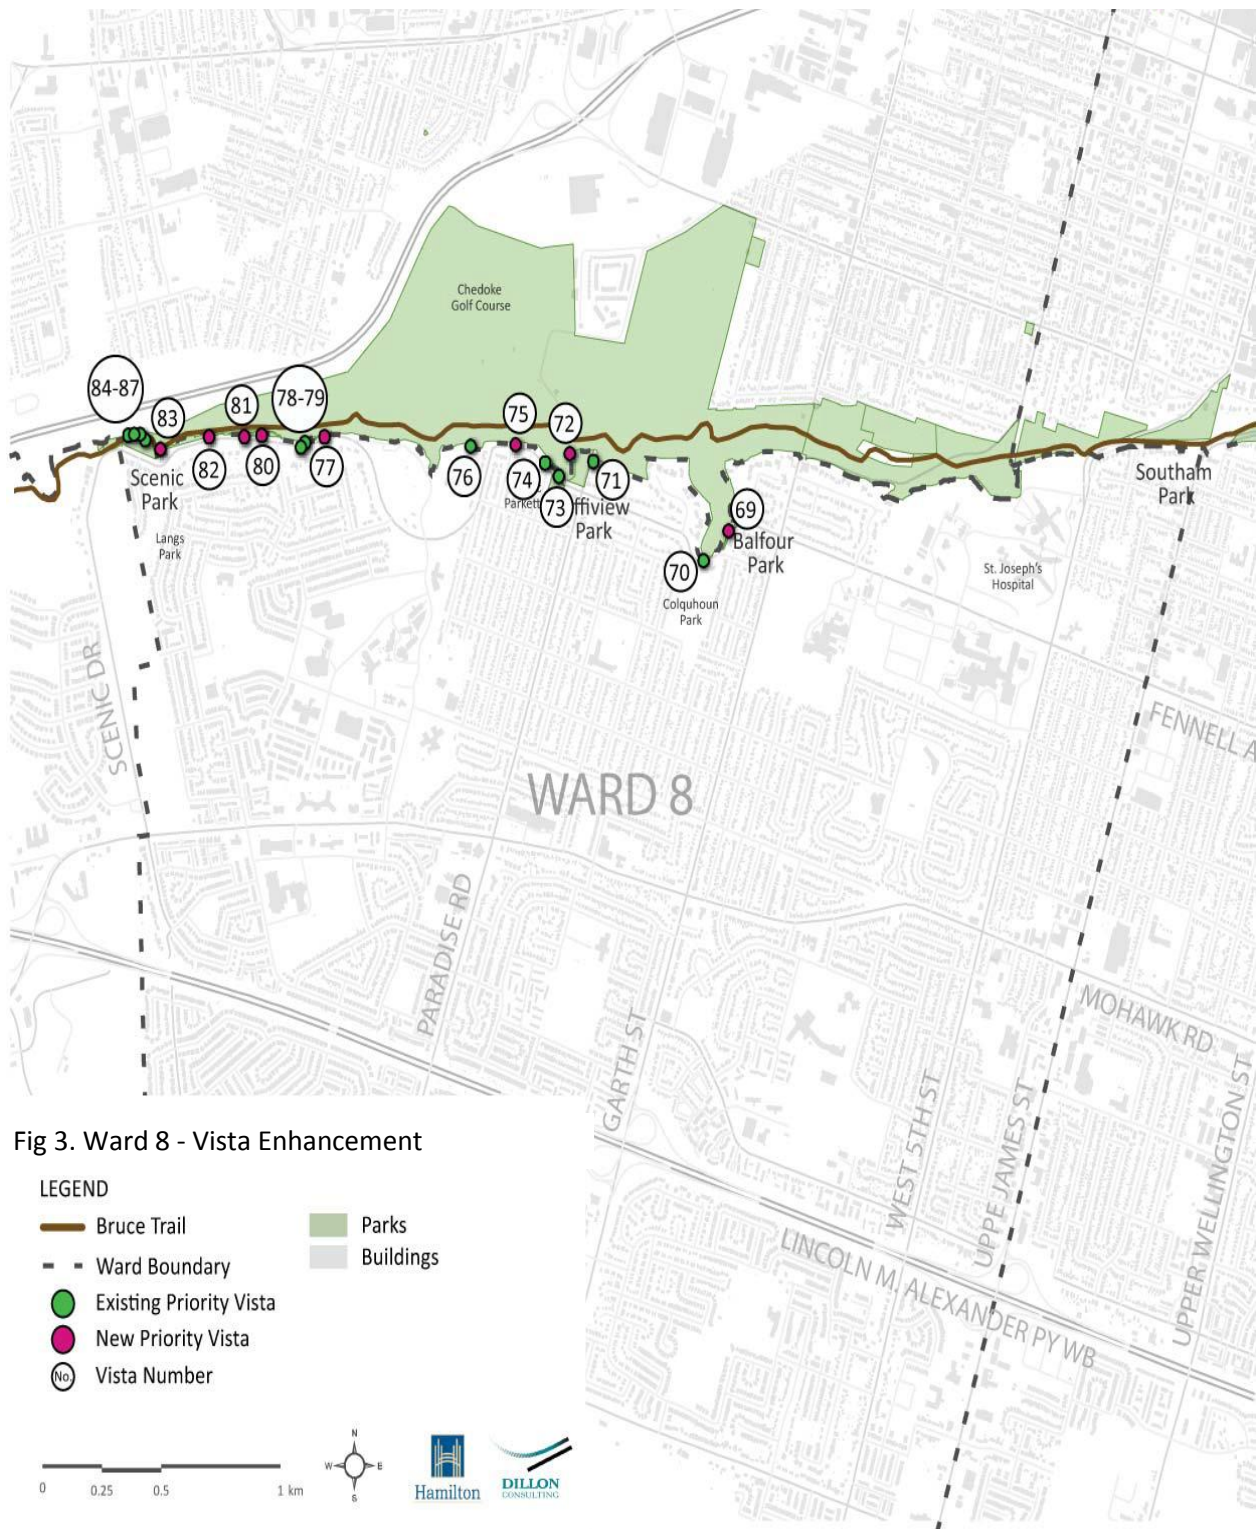 Chedoke
Golf Course
84-87
83
81
78-79
75
72
82
80
77
76
74
73
71
69
70
Scenic
Park
Langs
Park
Parkett
ffiview
Park
Balfour
Park
Colquhoun
Park
St. Joseph's
Hospital
Southam
Park
SCENIC DR
FENNELL A
WARD 8
PARADISE RD
MOHAWK RD
GARTH ST
WEST 5TH ST
UPPE JAMES ST
UPPER WELLINGTON ST
LINCOLN M. ALEXANDER PY WB
Fig 3. Ward 8 - Vista Enhancement
LEGEND
Bruce Trail
Parks
Ward Boundary
Buildings
Existing Priority Vista
New Priority Vista
No.
Vista Number
0 0.25 0.5 1 km
N
W E
S
Hamilton
DILLON
CONSULTING